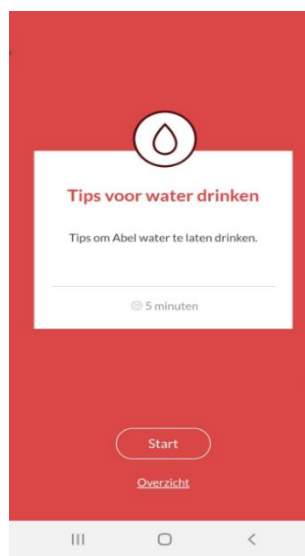 Tips voor water drinken
Tips om Abel water te laten drinken.
5 minuten
Start
Overzicht